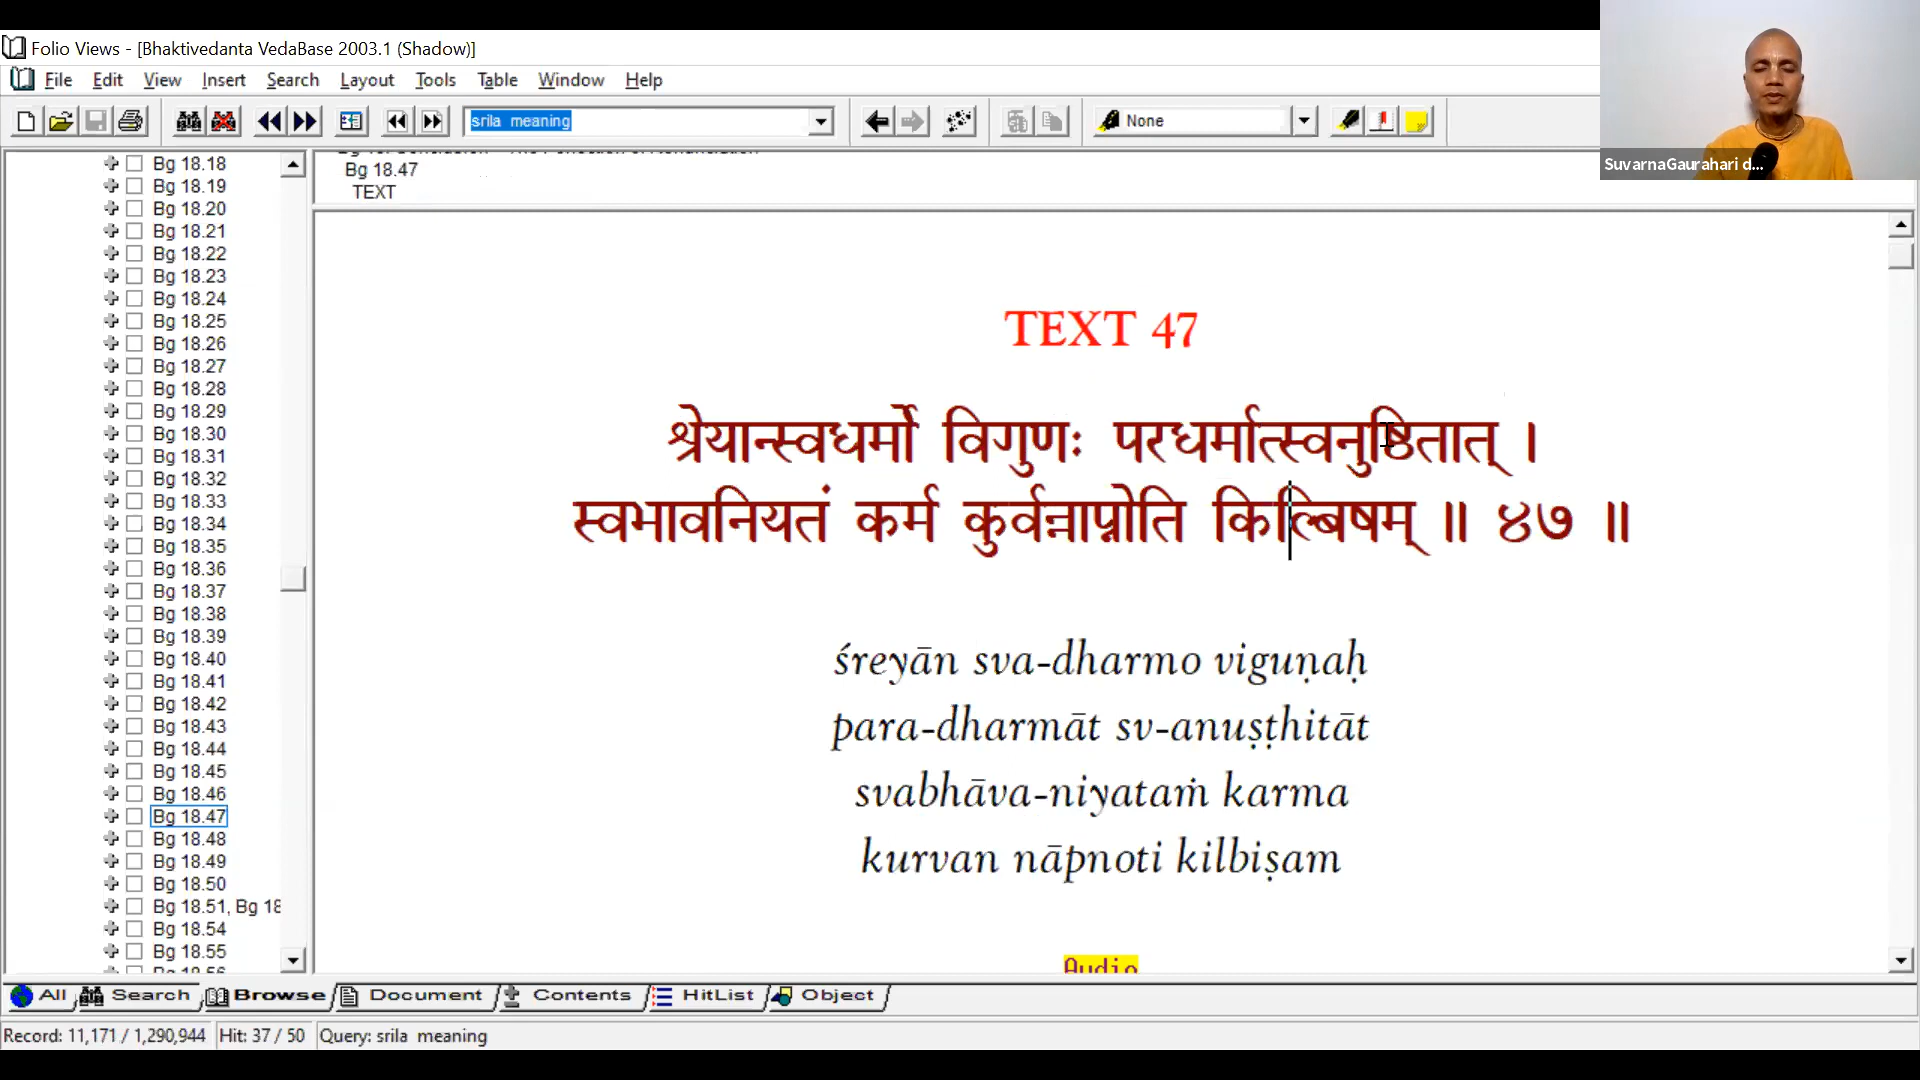 Folio Views - [Bhaktivedanta VedaBase 2003.1 (Shadow)]
File Edit View Insert Search Layout Tools Table Window Help
srila meaning
None
SuvarnaGaurahari d...
Bg 18.18
Bg 18.19
Bg 18.20
Bg 18.21
Bg 18.22
Bg 18.23
Bg 18.24
Bg 18.25
Bg 18.26
Bg 18.27
Bg 18.28
Bg 18.29
Bg 18.30
Bg 18.31
Bg 18.32
Bg 18.33
Bg 18.34
Bg 18.35
Bg 18.36
Bg 18.37
Bg 18.38
Bg 18.39
Bg 18.40
Bg 18.41
Bg 18.42
Bg 18.43
Bg 18.44
Bg 18.45
Bg 18.46
Bg 18.47
Bg 18.48
Bg 18.49
Bg 18.50
Bg 18.51, Bg 18
Bg 18.54
Bg 18.55
Bg 18.47
TEXT
TEXT 47
श्रेयान्स्वधर्मो विगुणः परधर्मात्स्वनुष्ठितात् ।
स्वभावनियतं कर्म कुर्वन्नाप्नोति किल्बिषम् ॥ ४७ ॥
śreyān sva-dharmo viguṇaḥ
para-dharmāt sv-anuṣṭhitāt
svabhāva-niyataṁ karma
kurvan nāpnoti kilbiṣam
Audio
All Search Browse Document Contents HitList Object
Record: 11,171 / 1,290,944 Hit: 37 / 50 Query: srila meaning